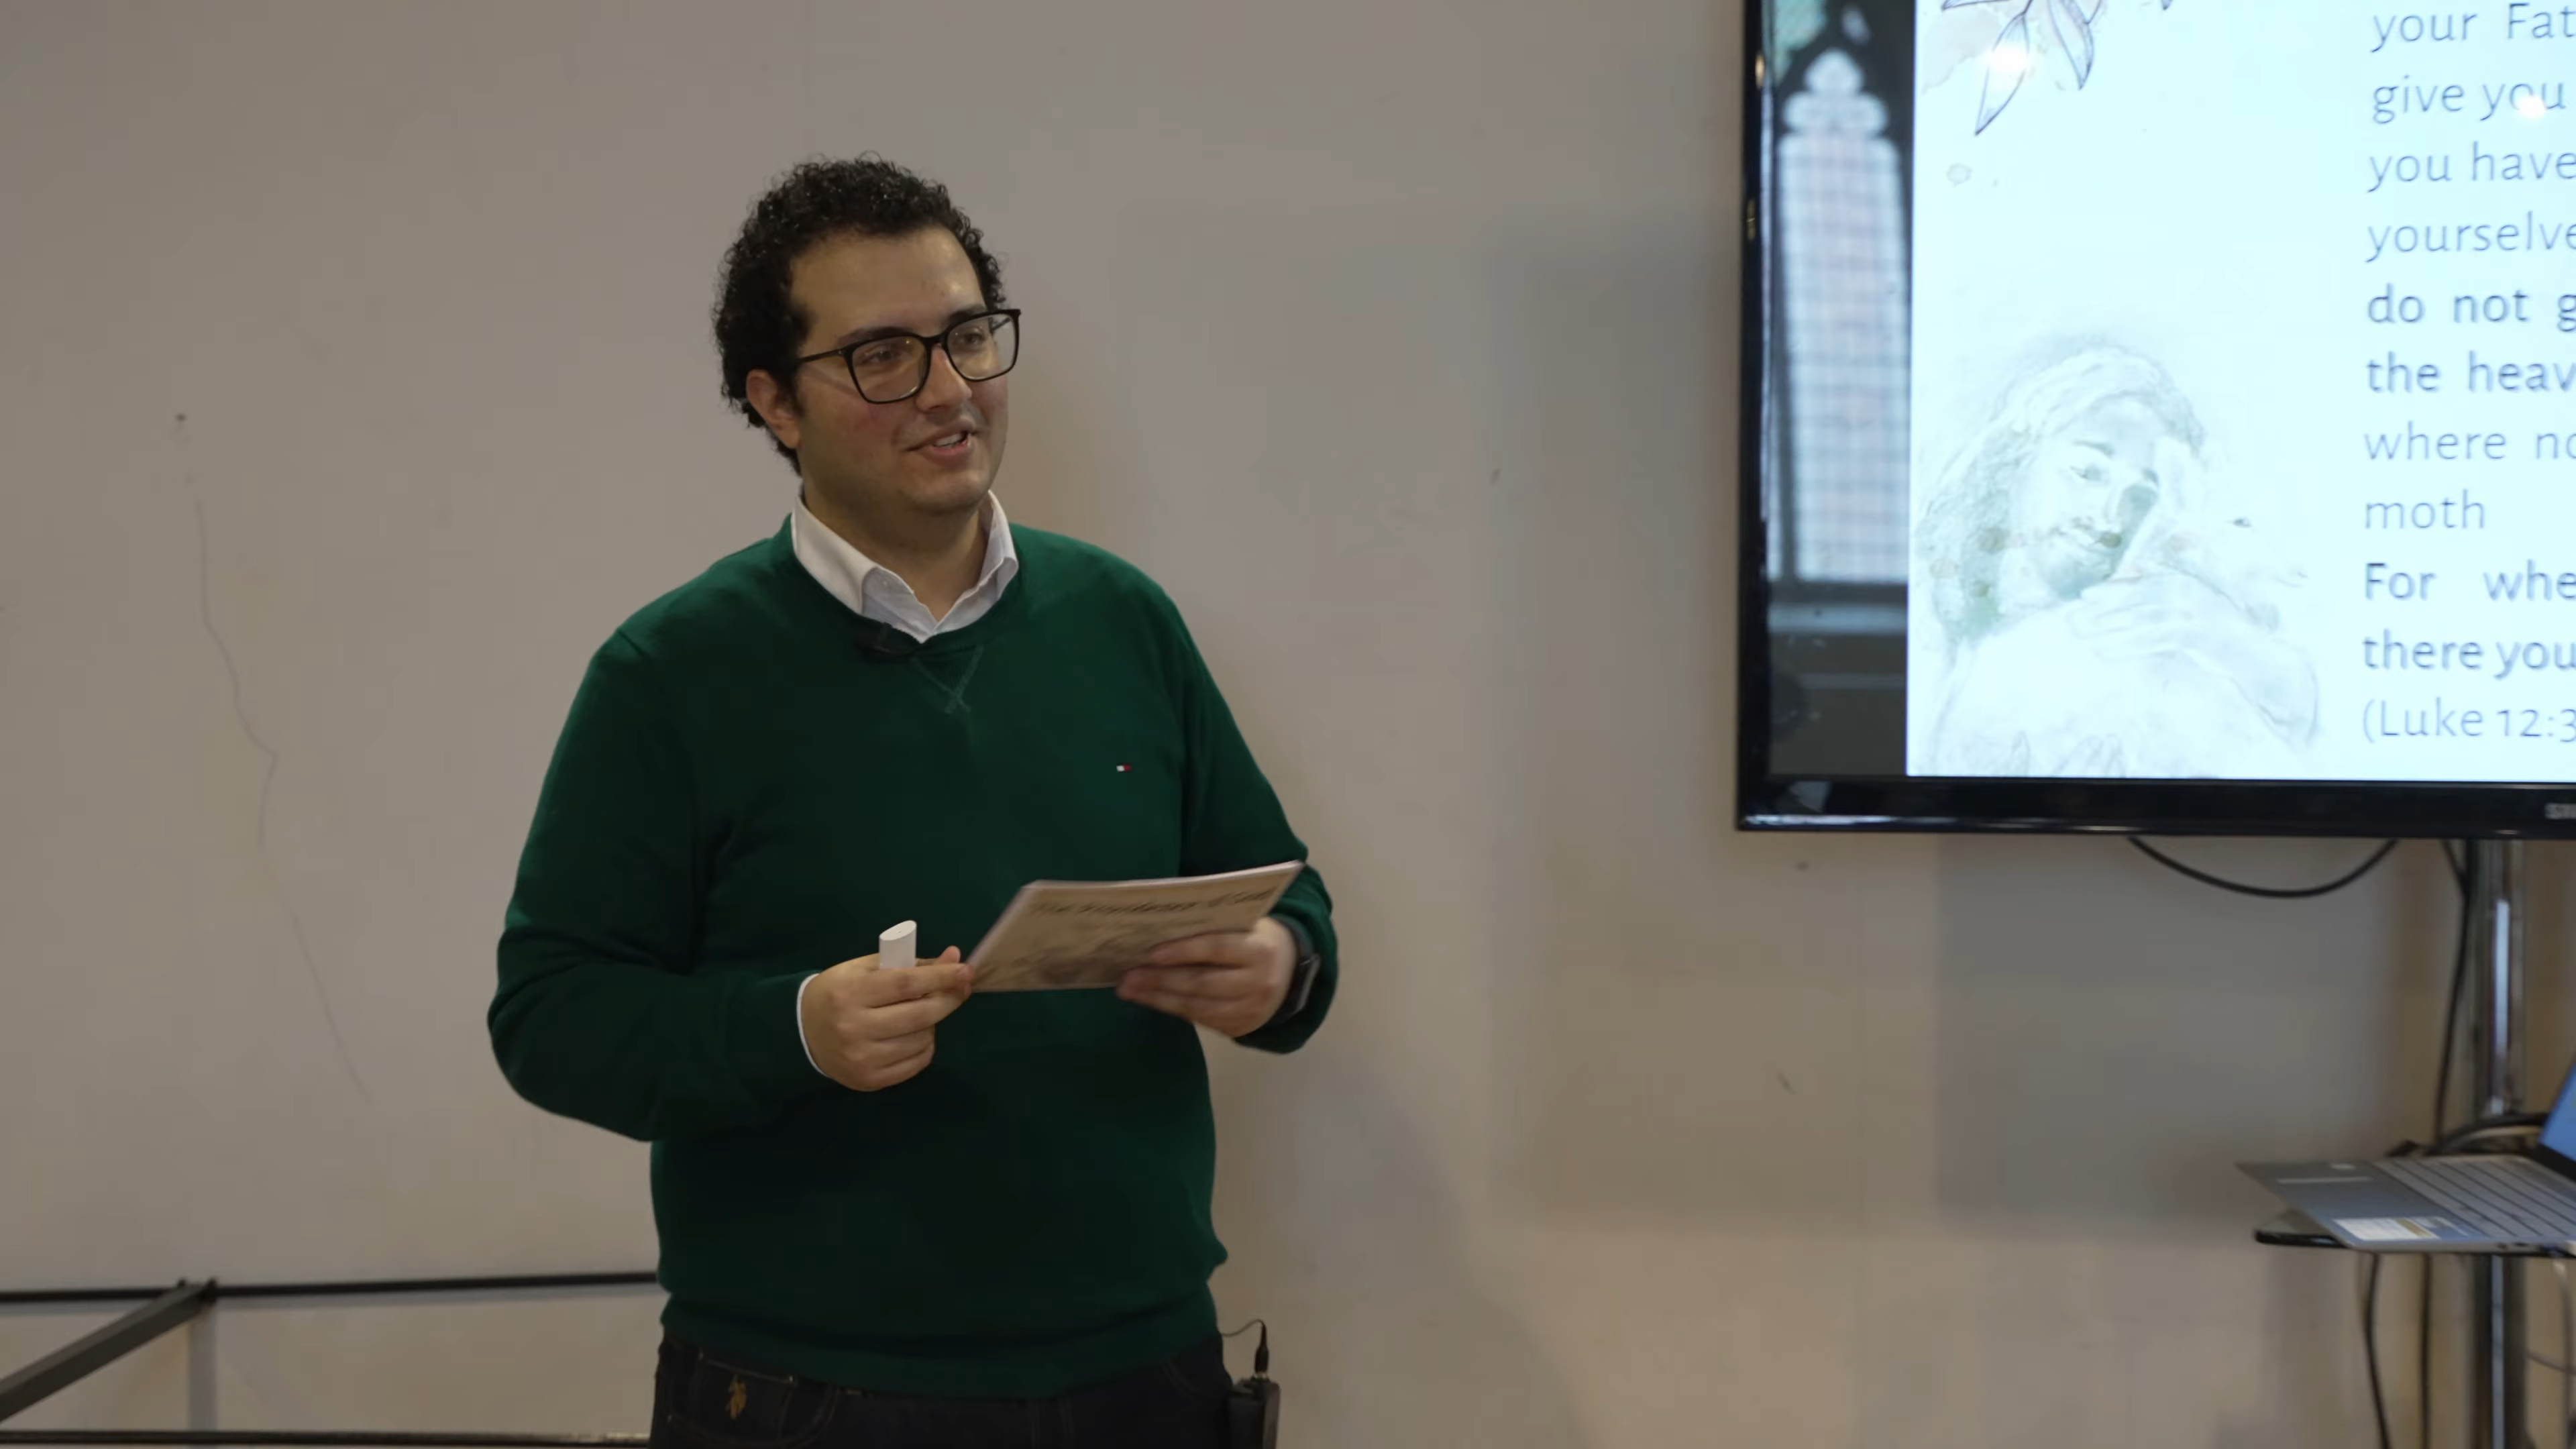 your Fat
give you
you have
yourselve
do not g
the heav
where no
moth
For whe
there you
(Luke 12:3